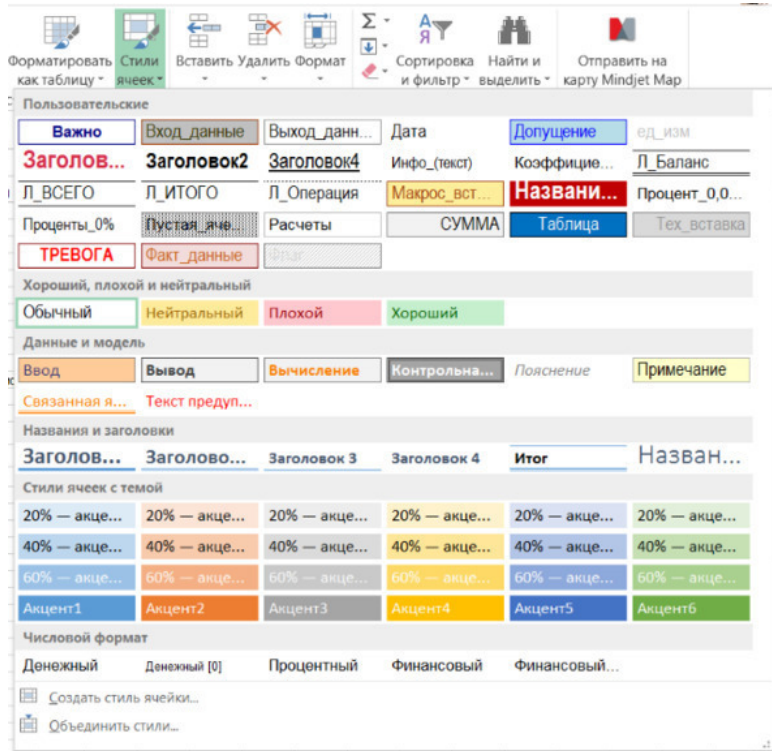 Форматировать Стили Вставить Удалить Формат Сортировка Найти и Отправить на
как таблицу ячеек и фильтр выделить карту Mindjet Map
Пользовательские
Важно Вход_данные Выход_данн... Дата Допущение ед_изм
Заголов... Заголовок2 Заголовок4 Инфо_(текст) Коэффицие... Л_Баланс
Л_ВСЕГО Л_ИТОГО Л_Операция Макрос_вст... Названи... Процент_0,0...
Проценты_0% Пустая_яче... Расчеты СУММА Таблица Тех_вставка
ТРЕВОГА Факт_данные
Хороший, плохой и нейтральный
Обычный Нейтральный Плохой Хороший
Данные и модель
Ввод Вывод Вычисление Контрольна... Пояснение Примечание
Связанная я... Текст предуп...
Названия и заголовки
Заголов... Заголово... Заголовок 3 Заголовок 4 Итог Назван...
Стили ячеек с темой
20% — акце... 20% — акце... 20% — акце... 20% — акце... 20% — акце... 20% — акце...
40% — акце... 40% — акце... 40% — акце... 40% — акце... 40% — акце... 40% — акце...
60% — акце... 60% — акце... 60% — акце... 60% — акце... 60% — акце... 60% — акце...
Акцент1 Акцент2 Акцент3 Акцент4 Акцент5 Акцент6
Числовой формат
Денежный Денежный [0] Процентный Финансовый Финансовый...
Создать стиль ячейки...
Объединить стили...